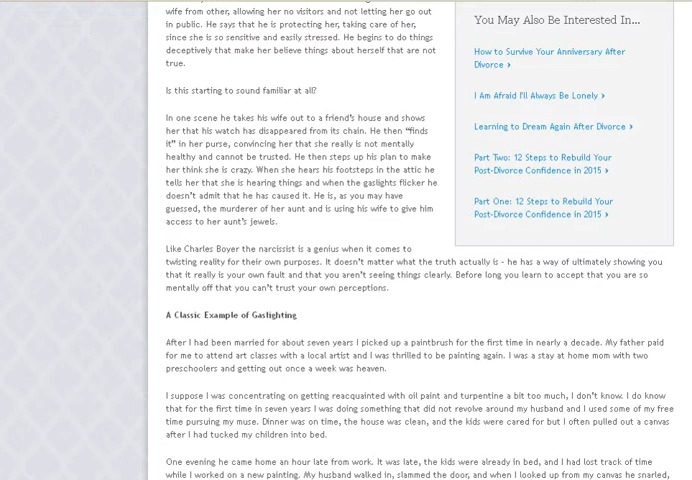 wife from other, allowing her no visitors and not letting her go out
in public. He says that he is protecting her, taking care of her,
since she is so sensitive and easily stressed. He begins to do things
deceptively that make her believe things about herself that are not
true.
Is this starting to sound familiar at all?
In one scene he takes his wife out to a friend's house and shows
her that his watch has disappeared from its chain. He then "finds
it" in her purse, convincing her that she really is not mentally
healthy and cannot be trusted. He then steps up his plan to make
her think she is crazy. When she hears his footsteps in the attic he
tells her that she is hearing things and when the gaslights flicker he
doesn't admit that he has caused it. He is, as you may have
guessed, the murderer of her aunt and is using his wife to give him
access to her aunt's jewels.
You May Also Be Interested In...
How to Survive Your Anniversary After
Divorce ›
I Am Afraid I'll Always Be Lonely ›
Learning to Dream Again After Divorce ›
Part Two: 12 Steps to Rebuild Your
Post-Divorce Confidence in 2015 ›
Part One: 12 Steps to Rebuild Your
Post-Divorce Confidence in 2015 ›
Like Charles Boyer the narcissist is a genius when it comes to
twisting reality for their own purposes. It doesn't matter what the truth actually is - he has a way of ultimately showing you
that it really is your own fault and that you aren't seeing things clearly. Before long you learn to accept that you are so
mentally off that you can't trust your own perceptions.
A Classic Example of Gaslighting
After I had been married for about seven years I picked up a paintbrush for the first time in nearly a decade. My father paid
for me to attend art classes with a local artist and I was thrilled to be painting again. I was a stay at home mom with two
preschoolers and getting out once a week was heaven.
I suppose I was concentrating on getting reacquainted with oil paint and turpentine a bit too much, I don't know. I do know
that for the first time in seven years I was doing something that did not revolve around my husband and I used some of my free
time pursuing my muse. Dinner was on time, the house was clean, and the kids were cared for but I often pulled out a canvas
after I had tucked my children into bed.
One evening he came home an hour late from work. It was late, the kids were already in bed, and I had lost track of time
while I worked on a new painting. My husband walked in, slammed the door, and when I looked up from my canvas he snarled,